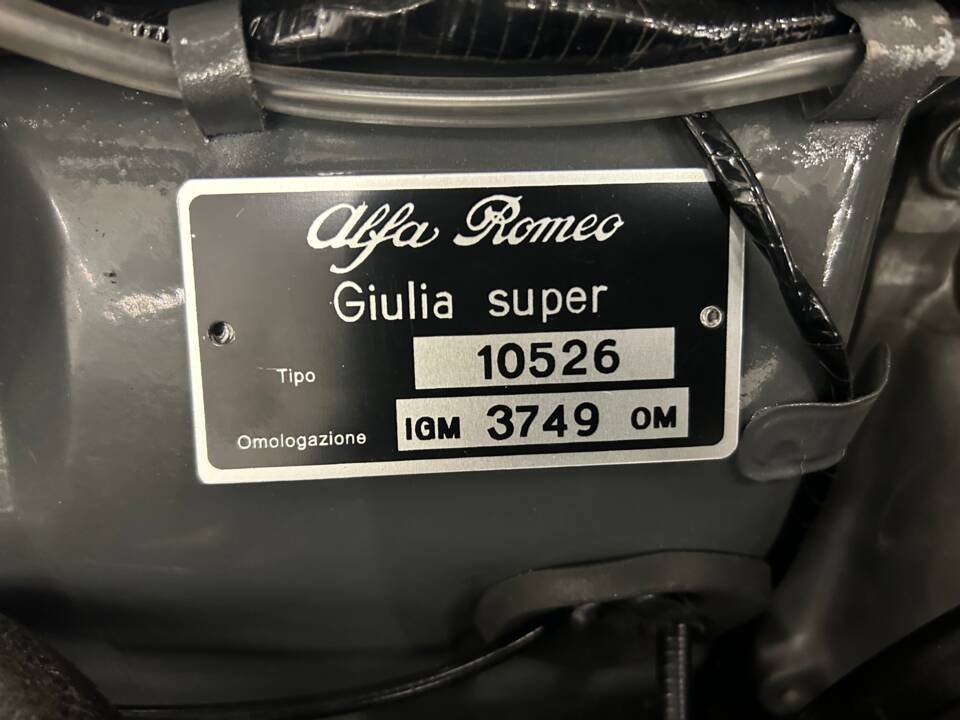 Alfa Romeo
Giulia super
Tipo 10526
Omologazione IGM 3749 OM